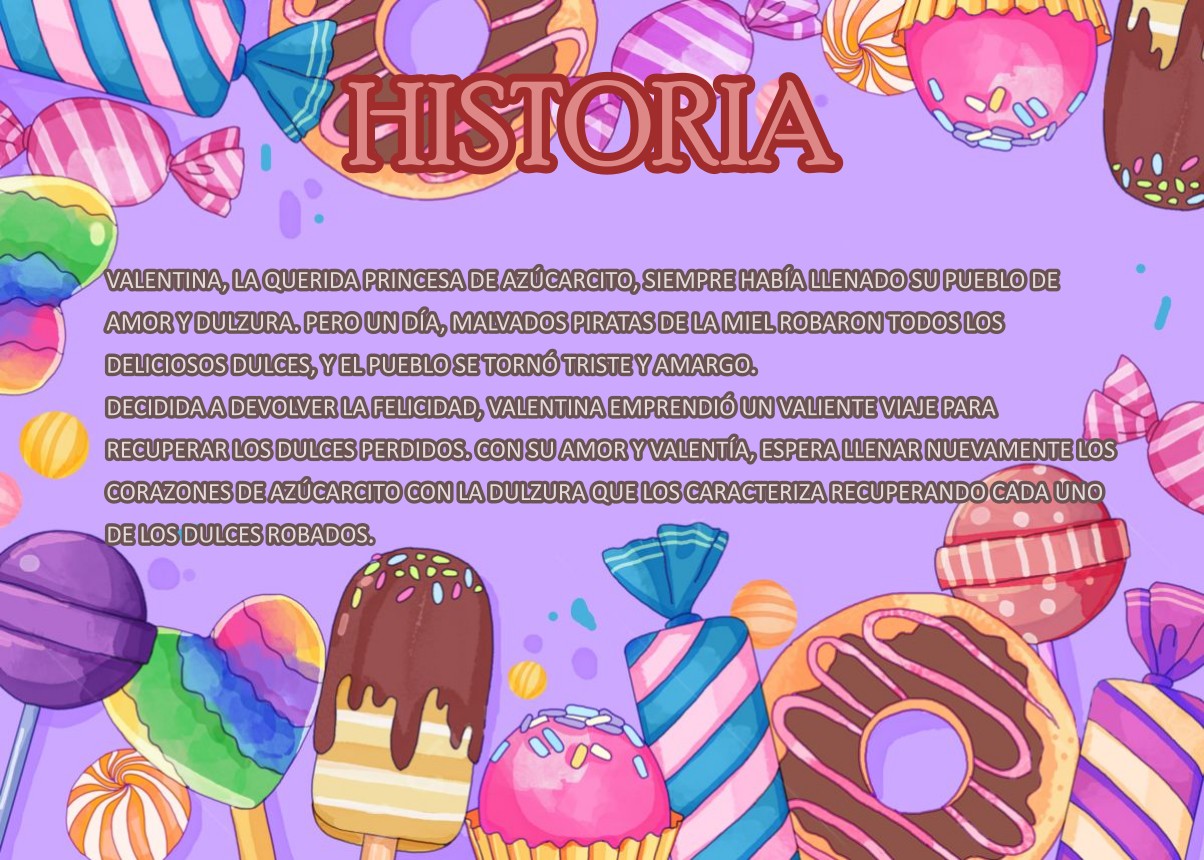 HISTORIA
VALENTINA, LA QUERIDA PRINCESA DE AZÚCARCITO, SIEMPRE HABÍA LLENADO SU PUEBLO DE
AMOR Y DULZURA. PERO UN DÍA, MALVADOS PIRATAS DE LA MIEL ROBARON TODOS LOS
DELICIOSOS DULCES, Y EL PUEBLO SE TORNÓ TRISTE Y AMARGO.
DECIDIDA A DEVOLVER LA FELICIDAD, VALENTINA EMPRENDIÓ UN VALIENTE VIAJE PARA
RECUPERAR LOS DULCES PERDIDOS. CON SU AMOR Y VALENTÍA, ESPERA LLENAR NUEVAMENTE LOS
CORAZONES DE AZÚCARCITO CON LA DULZURA QUE LOS CARACTERIZA RECUPERANDO CADA UNO
DE LOS DULCES ROBADOS.